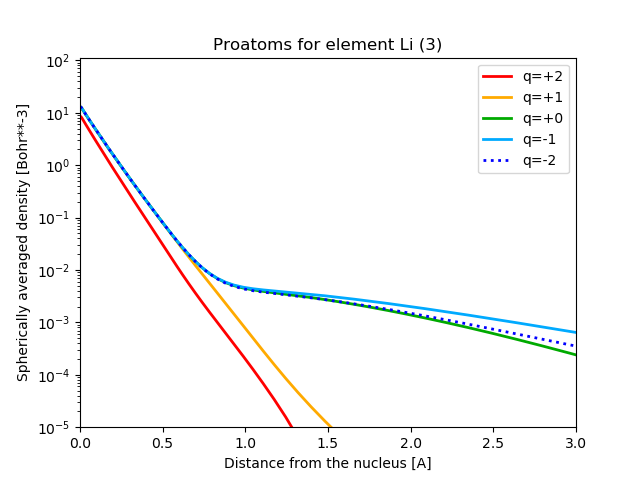 Proatoms for element Li (3)
Spherically averaged density [Bohr**-3]
10^2
10^1
10^0
10^−1
10^−2
10^−3
10^−4
10^−5
q=+2
q=+1
q=+0
q=-1
q=-2
0.0 0.5 1.0 1.5 2.0 2.5 3.0
Distance from the nucleus [A]